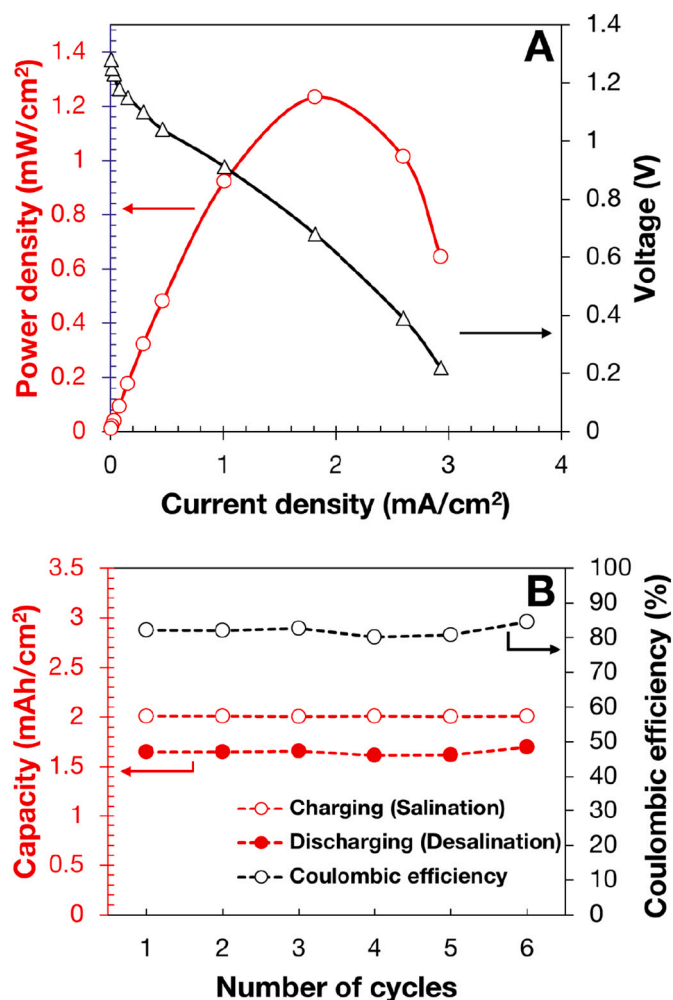 A
Power density (mW/cm²)
1.4
1.2
1
0.8
0.6
0.4
0.2
0
1.4
1.2
1
0.8
0.6
0.4
0.2
0
Voltage (V)
0 1 2 3 4
Current density (mA/cm²)
B
Capacity (mAh/cm²)
3.5
3
2.5
2
1.5
1
0.5
0
100
90
80
70
60
50
40
30
20
10
0
Coulombic efficiency (%)
Charging (Salination)
Discharging (Desalination)
Coulombic efficiency
1 2 3 4 5 6
Number of cycles